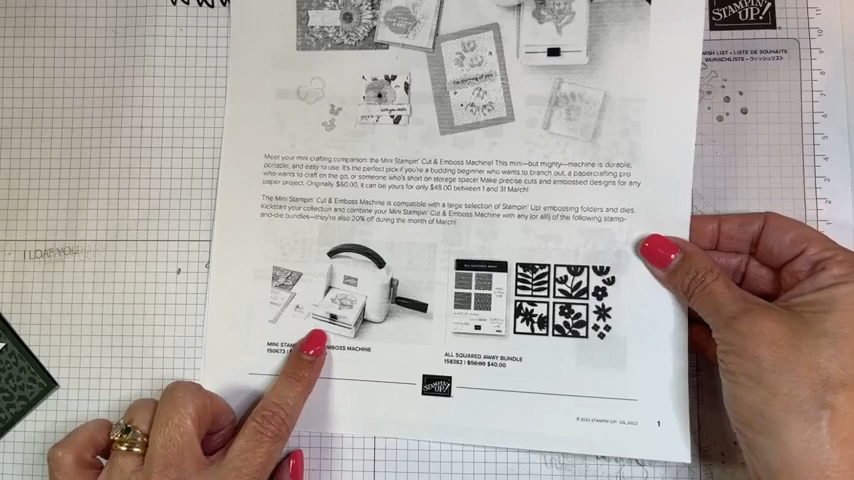 STAMPIN' UP!
WISH LIST • LISTE DE SOUHAITS
WUNSCHLISTE • ウィッシュリスト
Meet your mini crafting companion: the Mini Stampin' Cut & Emboss Machine! This mini—but mighty—machine is durable,
portable, and easy to use. It's the perfect pick if you're a budding beginner who wants to branch out, a papercrafting pro
who wants to craft on the go, or someone who's short on storage space! Make precise cuts and embossed designs for any
paper project. Originally $60.00, it can be yours for only $48.00 between 1 and 31 March!
The Mini Stampin' Cut & Emboss Machine is compatible with a large selection of Stampin' Up! embossing folders and dies.
Kickstart your collection and combine your Mini Stampin' Cut & Emboss Machine with any (or all!) of the following stamp-
and-die bundles—they're also 20% off during the month of March!
I LOAF YOU
MINI STAM EMBOSS MACHINE
150673 |
ALL SQUARED AWAY BUNDLE
158382 | $50.00 $40.00
STAMPIN' UP!
© 2022 STAMPIN' UP!
1